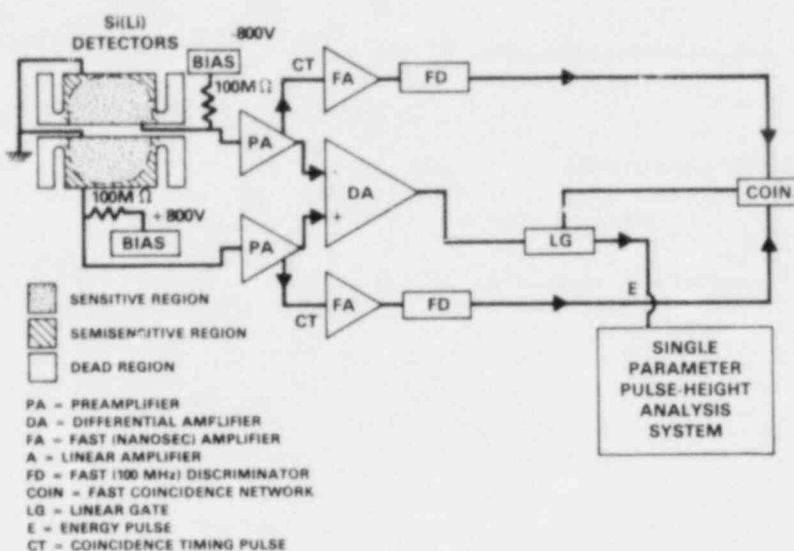 Si(Li)
DETECTORS
-800V
BIAS
100M Ω
CT
FA
FD
PA
-
DA
+
COIN.
LG
100M Ω
+800V
BIAS
PA
CT
FA
FD
E
SINGLE
PARAMETER
PULSE-HEIGHT
ANALYSIS
SYSTEM
SENSITIVE REGION
SEMISENSITIVE REGION
DEAD REGION
PA = PREAMPLIFIER
DA = DIFFERENTIAL AMPLIFIER
FA = FAST (NANOSEC) AMPLIFIER
A = LINEAR AMPLIFIER
FD = FAST (100 MHz) DISCRIMINATOR
COIN = FAST COINCIDENCE NETWORK
LG = LINEAR GATE
E = ENERGY PULSE
CT = COINCIDENCE TIMING PULSE